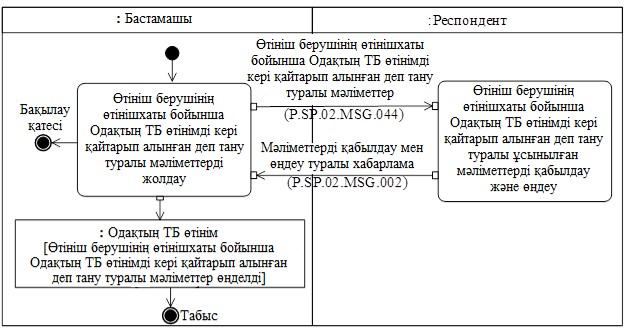 : Бастамашы
:Респондент
Өтініш берушінің өтінішхаты
бойынша Одақтың ТБ өтінімді
кері қайтарып алынған деп тану
туралы мәліметтер
(P.SP.02.MSG.044)
Өтініш берушінің
өтінішхаты бойынша
Одақтың ТБ өтінімді кері
қайтарып алынған деп тану
туралы мәліметтерді
жолдау
Бақылау
қатесі
Өтініш берушінің
өтінішхаты бойынша
Одақтың ТБ өтінімді кері
қайтарып алынған деп тану
туралы ұсынылған
мәліметтерді қабылдау
және өңдеу
Мәліметтерді қабылдау мен
өңдеу туралы хабарлама
(P.SP.02.MSG.002)
: Одақтың ТБ өтінім
[Өтініш берушінің өтінішхаты бойынша
Одақтың ТБ өтінімді кері қайтарып алынған
деп тану туралы мәліметтер өңделді]
Табыс